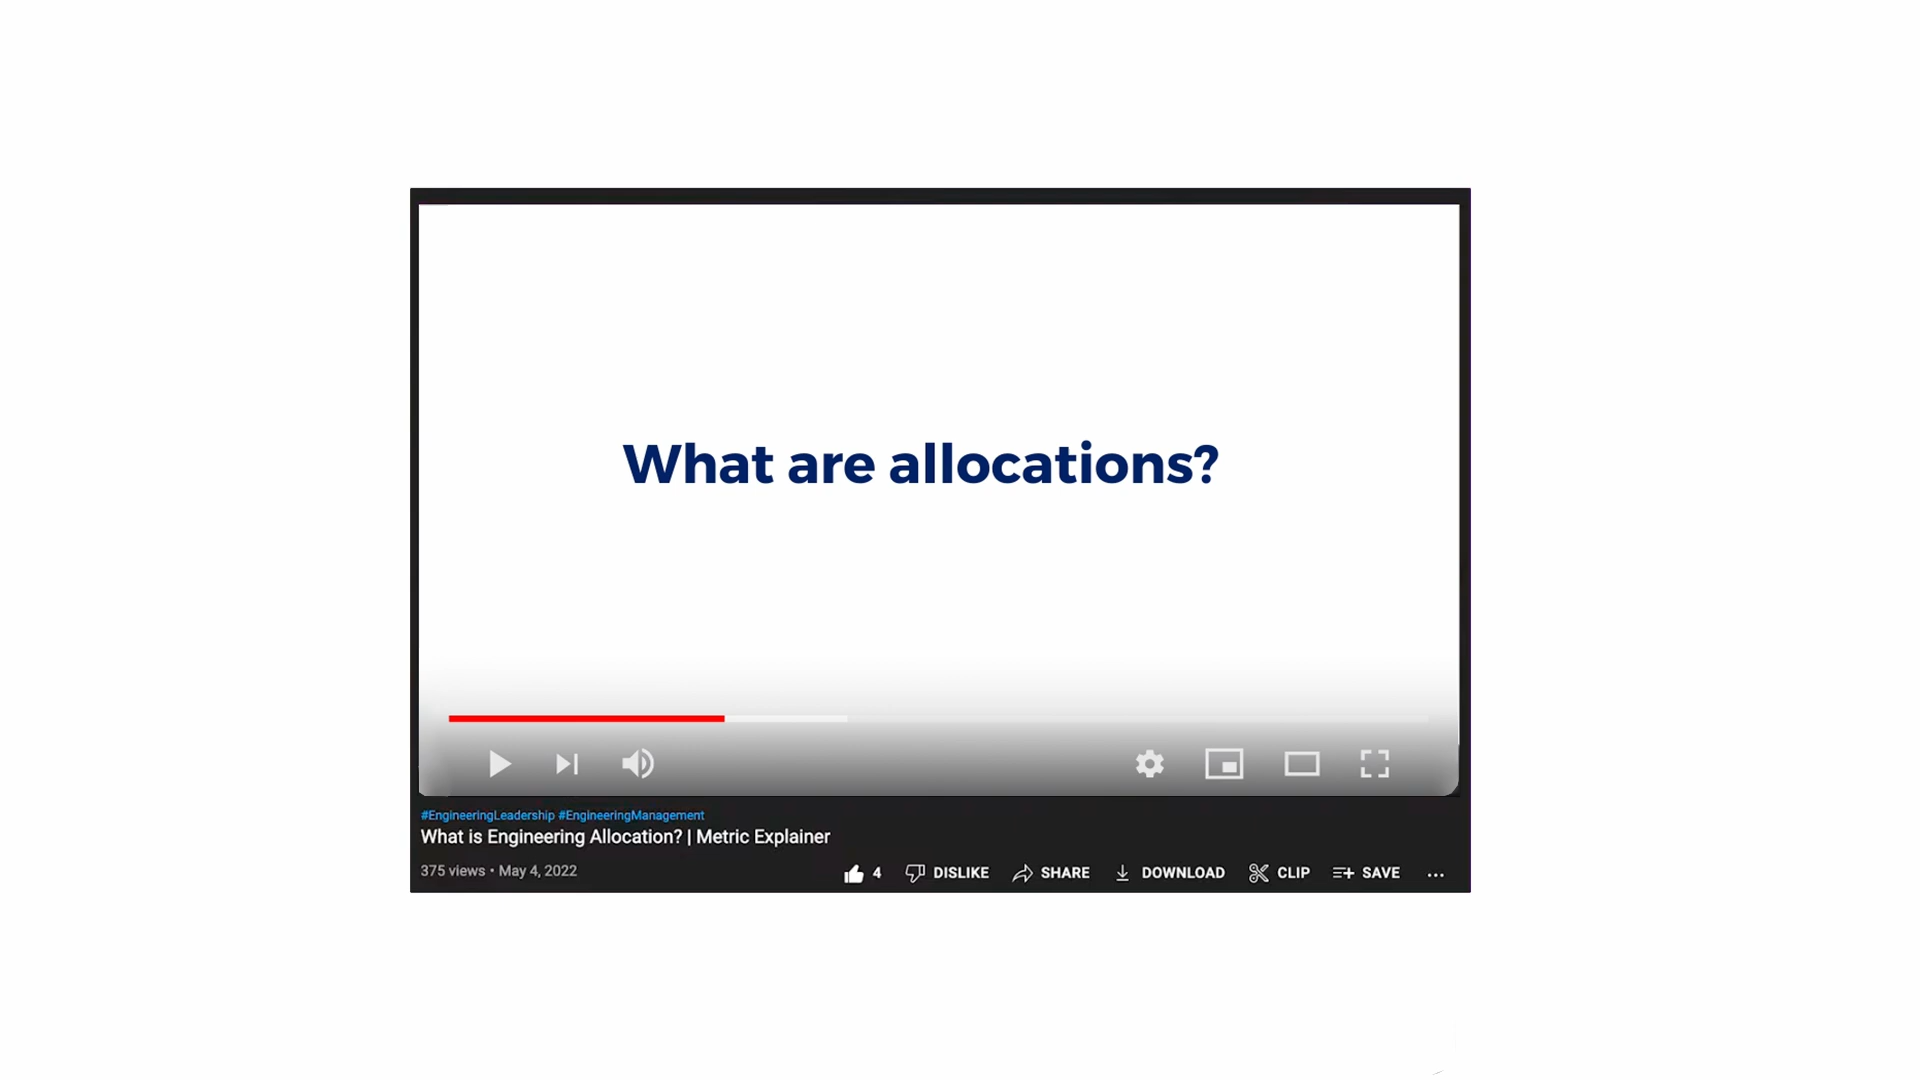 What are allocations?
#EngineeringLeadership #EngineeringManagement
What is Engineering Allocation? | Metric Explainer
375 views • May 4, 2022
4 DISLIKE SHARE DOWNLOAD CLIP SAVE ...